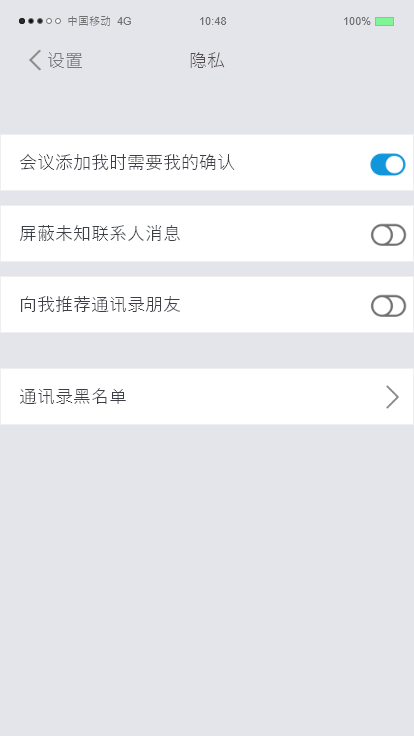 中国移动 4G 10:48 100%
设置 隐私
会议添加我时需要我的确认
屏蔽未知联系人消息
向我推荐通讯录朋友
通讯录黑名单